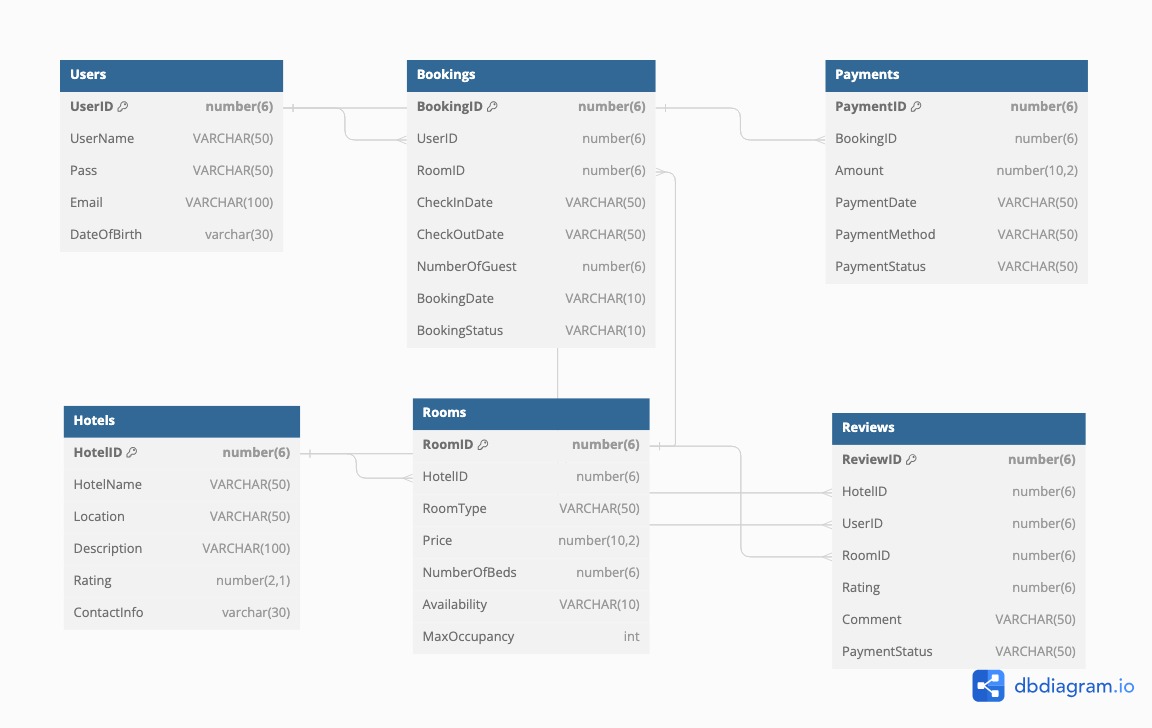 Users
UserID number(6)
UserName VARCHAR(50)
Pass VARCHAR(50)
Email VARCHAR(100)
DateOfBirth varchar(30)
Bookings
BookingID number(6)
UserID number(6)
RoomID number(6)
CheckInDate VARCHAR(50)
CheckOutDate VARCHAR(50)
NumberOfGuest number(6)
BookingDate VARCHAR(10)
BookingStatus VARCHAR(10)
Payments
PaymentID number(6)
BookingID number(6)
Amount number(10,2)
PaymentDate VARCHAR(50)
PaymentMethod VARCHAR(50)
PaymentStatus VARCHAR(50)
Hotels
HotelID number(6)
HotelName VARCHAR(50)
Location VARCHAR(50)
Description VARCHAR(100)
Rating number(2,1)
ContactInfo varchar(30)
Rooms
RoomID number(6)
HotelID number(6)
RoomType VARCHAR(50)
Price number(10,2)
NumberOfBeds number(6)
Availability VARCHAR(10)
MaxOccupancy int
Reviews
ReviewID number(6)
HotelID number(6)
UserID number(6)
RoomID number(6)
Rating number(6)
Comment VARCHAR(50)
PaymentStatus VARCHAR(50)
dbdiagram.io